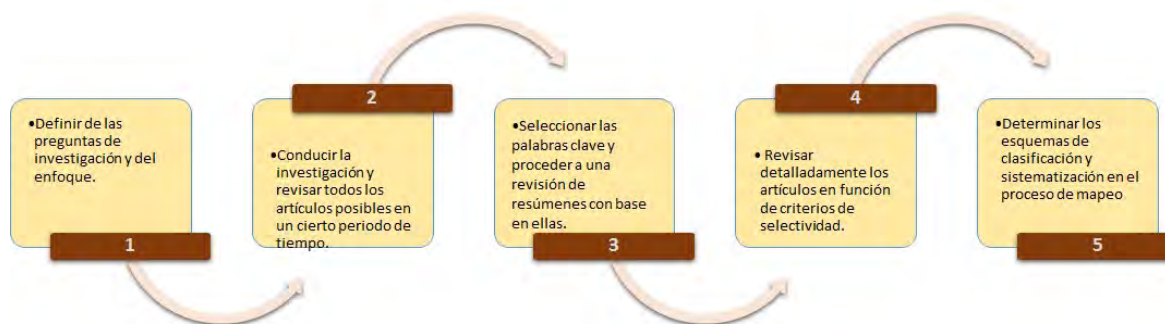 •Definir de las
preguntas de
investigación y del
enfoque.
1
2
•Conducir la
investigación y
revisar todos los
artículos posibles en
un cierto periodo de
tiempo.
•Seleccionar las
palabras clave y
proceder a una
revisión de
resúmenes con base
en ellas.
3
4
• Revisar
detalladamente los
artículos en función
de criterios de
selectividad.
•Determinar los
esquemas de
clasificación y
sistematización en el
proceso de mapeo
5